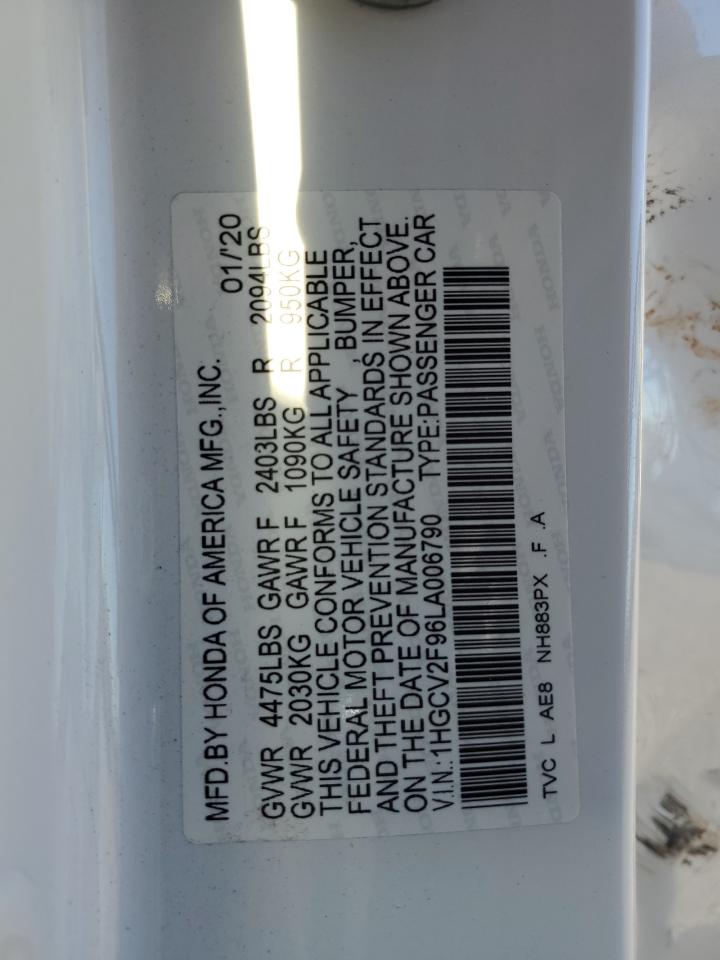 MFD.BY HONDA OF AMERICA MFG.,INC. 01/'20
GVWR 4475LBS GAWR F 2403LBS R 2094LBS
GVWR 2030KG GAWR F 1090KG R 950KG
THIS VEHICLE CONFORMS TO ALL APPLICABLE
FEDERAL MOTOR VEHICLE SAFETY , BUMPER,
AND THEFT PREVENTION STANDARDS IN EFFECT
ON THE DATE OF MANUFACTURE SHOWN ABOVE.
V.I.N.:1HGCV2F96LA006790 TYPE:PASSENGER CAR
TVC L AE8 NH883PX .F .A